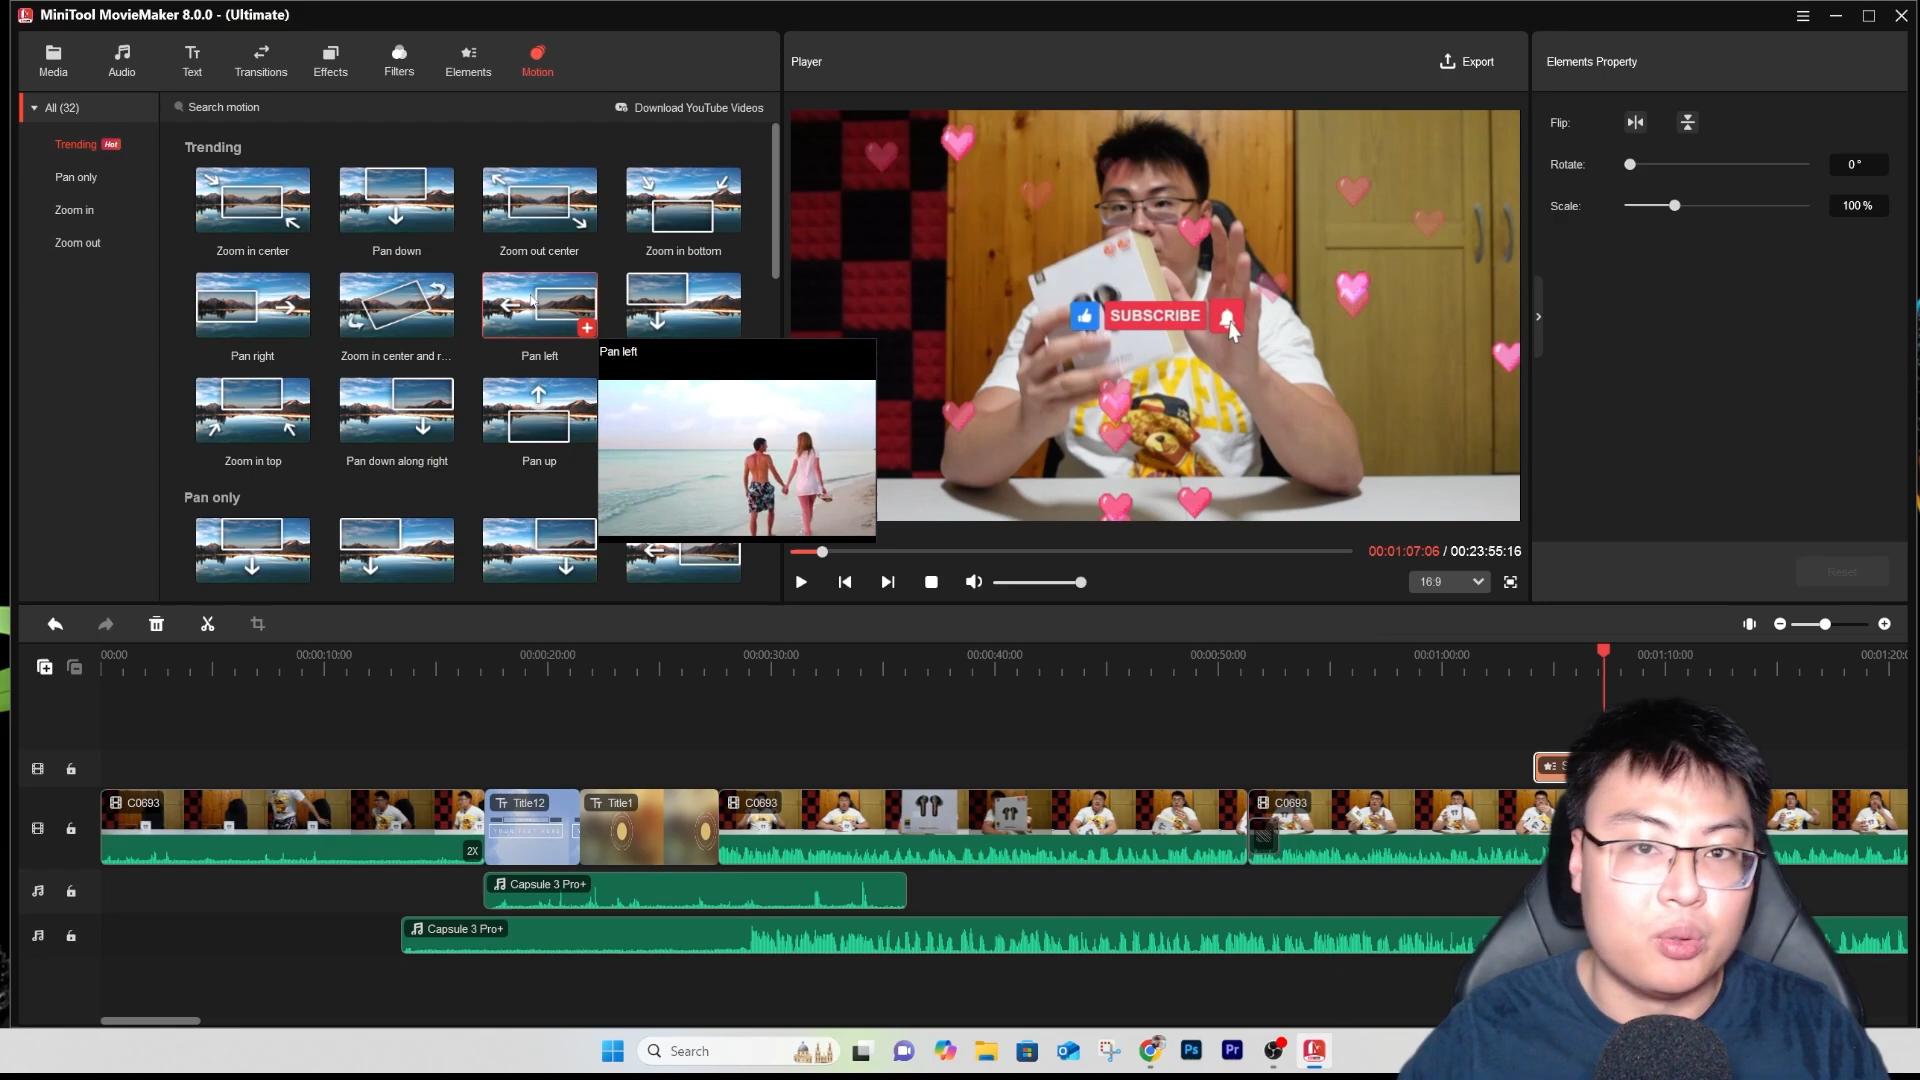 MiniTool MovieMaker 8.0.0 - (Ultimate)
Media
Audio
Text
Transitions
Effects
Filters
Elements
Motion
Player
Export
Elements Property
All (32)
Search motion
Download YouTube Videos
Trending Hot
Pan only
Zoom in
Zoom out
Trending
Zoom in center
Pan down
Zoom out center
Zoom in bottom
Pan right
Zoom in center and r...
Pan left
Pan left
Zoom in top
Pan down along right
Pan up
Pan only
SUBSCRIBE
Flip:
Rotate:
0°
Scale:
100 %
Reset
00:01:07:06 / 00:23:55:16
16:9
00:00
00:00:10:00
00:00:20:00
00:00:30:00
00:00:40:00
00:00:50:00
00:01:00:00
00:01:10:00
00:01:20:0
C0693
2X
Title12
Title1
C0693
C0693
Capsule 3 Pro+
Capsule 3 Pro+
Search
Ps
Pr